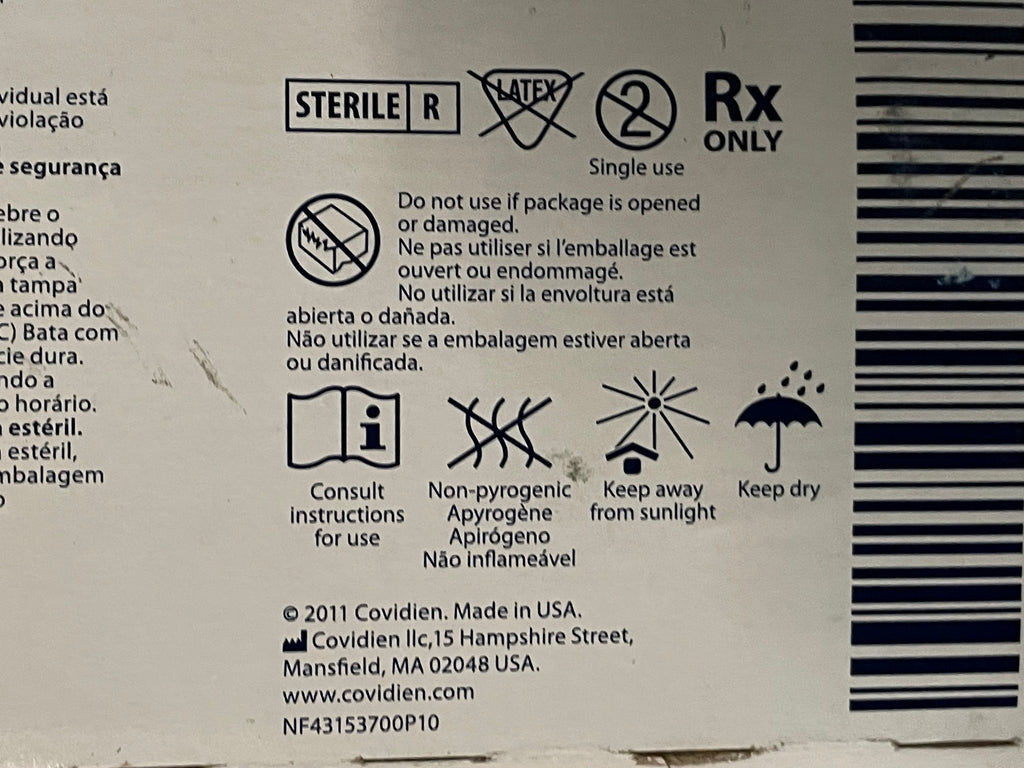 vidual está
violação
segurança
ebre o
lizando
orça a
tampa
e acima do
C) Bata com
cie dura.
ndo a
o horário.
estéril.
estéril,
mbalagem
STERILE R
LATEX
2
Rx
ONLY
Single use
Do not use if package is opened
or damaged.
Ne pas utiliser si l'emballage est
ouvert ou endommagé.
No utilizar si la envoltura está
abierta o dañada.
Não utilizar se a embalagem estiver aberta
ou danificada.
i
Consult
instructions
for use
Non-pyrogenic
Apyrogène
Apirógeno
Não inflameável
Keep away
from sunlight
Keep dry
© 2011 Covidien. Made in USA.
Covidien llc,15 Hampshire Street,
Mansfield, MA 02048 USA.
www.covidien.com
NF43153700P10